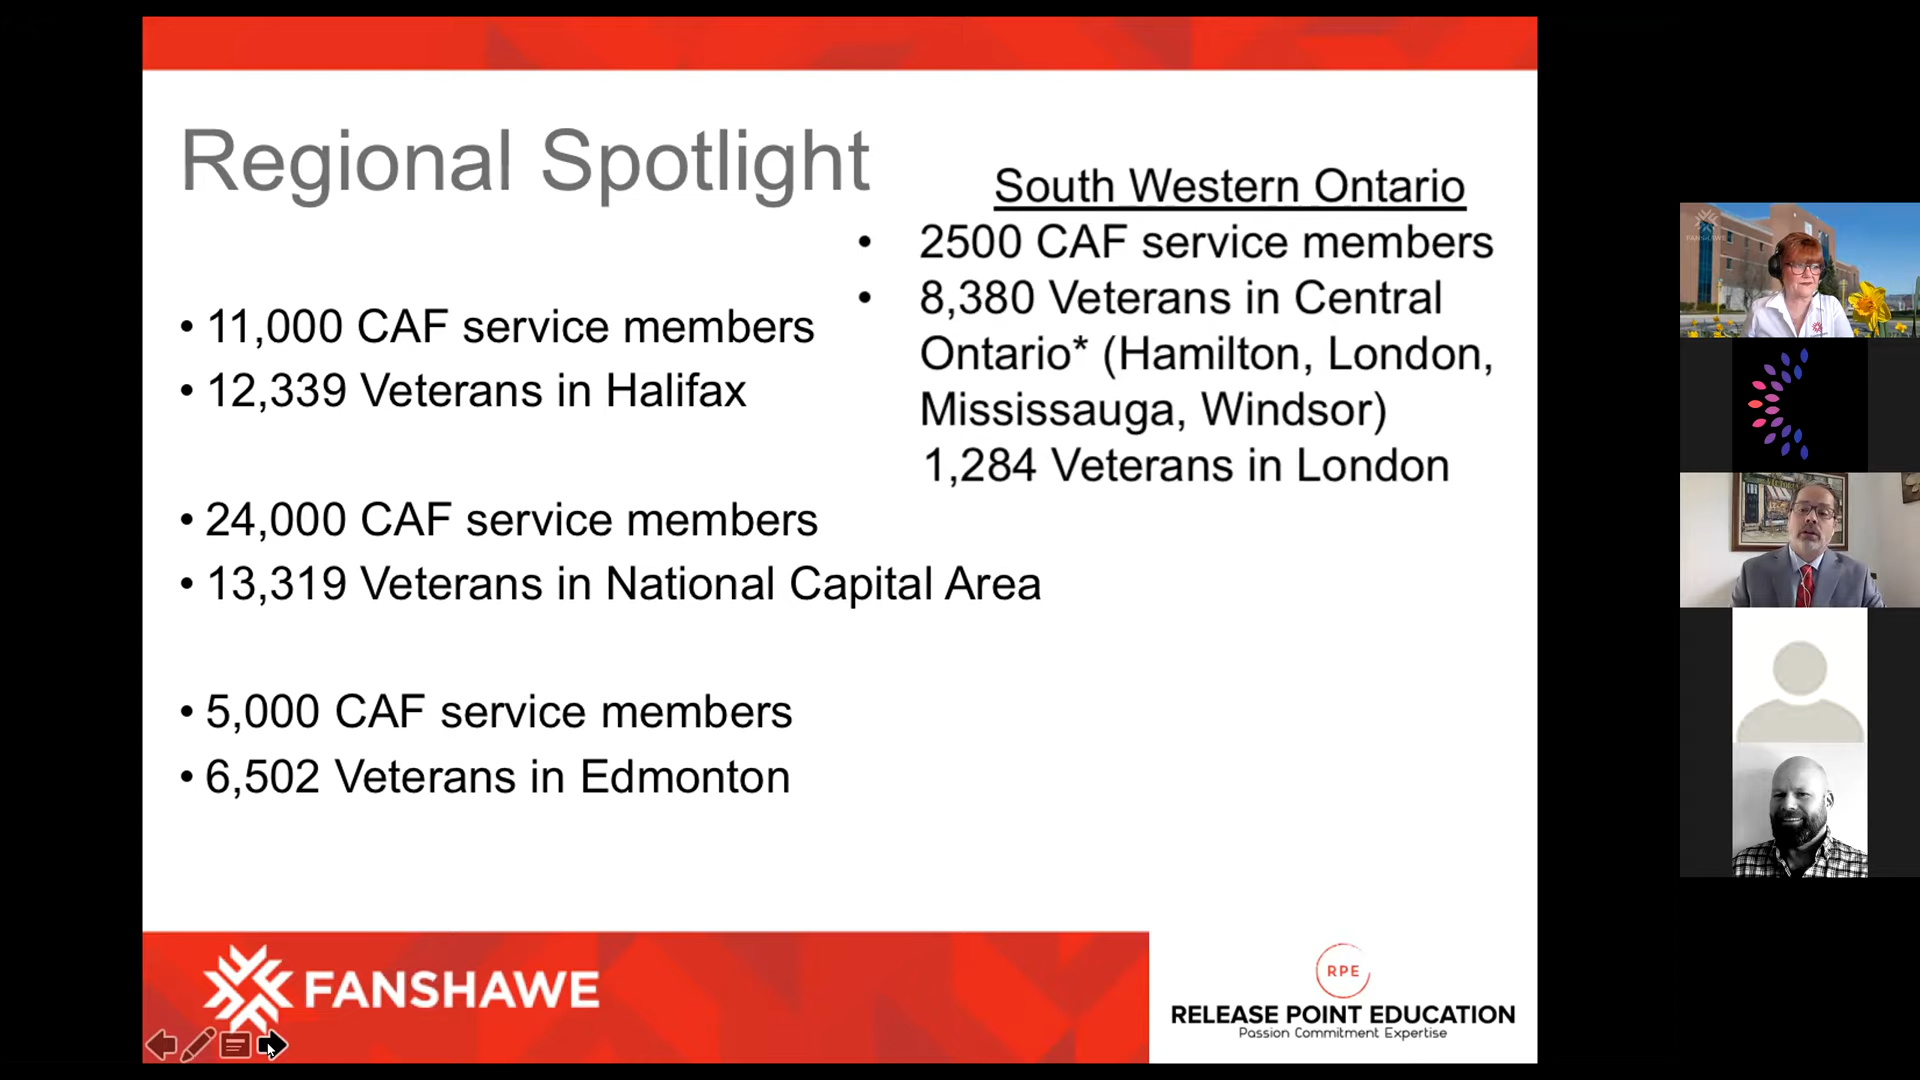 Regional Spotlight
• 11,000 CAF service members
• 12,339 Veterans in Halifax
• 24,000 CAF service members
• 13,319 Veterans in National Capital Area
• 5,000 CAF service members
• 6,502 Veterans in Edmonton
South Western Ontario
• 2500 CAF service members
• 8,380 Veterans in Central
Ontario* (Hamilton, London,
Mississauga, Windsor)
1,284 Veterans in London
FANSHAWE
RPE
RELEASE POINT EDUCATION
Passion Commitment Expertise
FANSHAWE